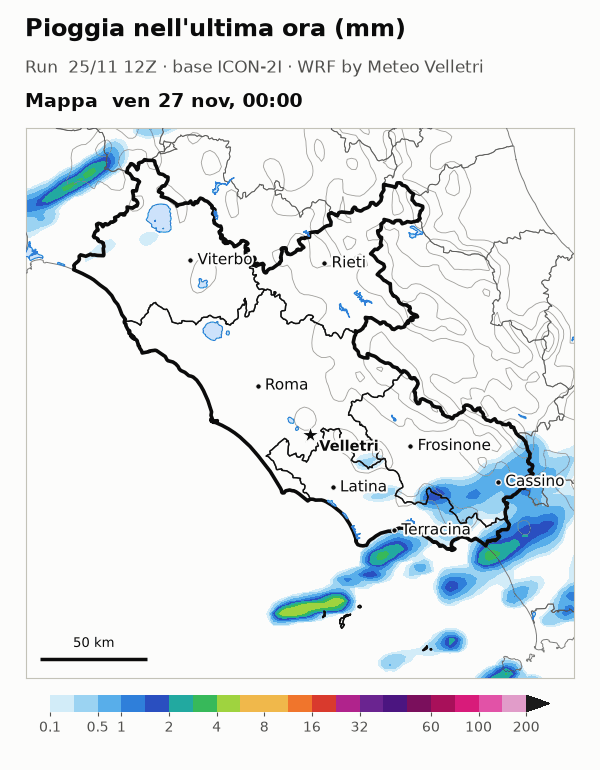 Pioggia nell'ultima ora (mm)
Run  25/11 12Z · base ICON-2I · WRF by Meteo Velletri
Mappa  ven 27 nov, 00:00
Viterbo
Rieti
Roma
Velletri
Frosinone
Latina
Cassino
Terracina
50 km
0.1 0.5 1 2 4 8 16 32 60 100 200